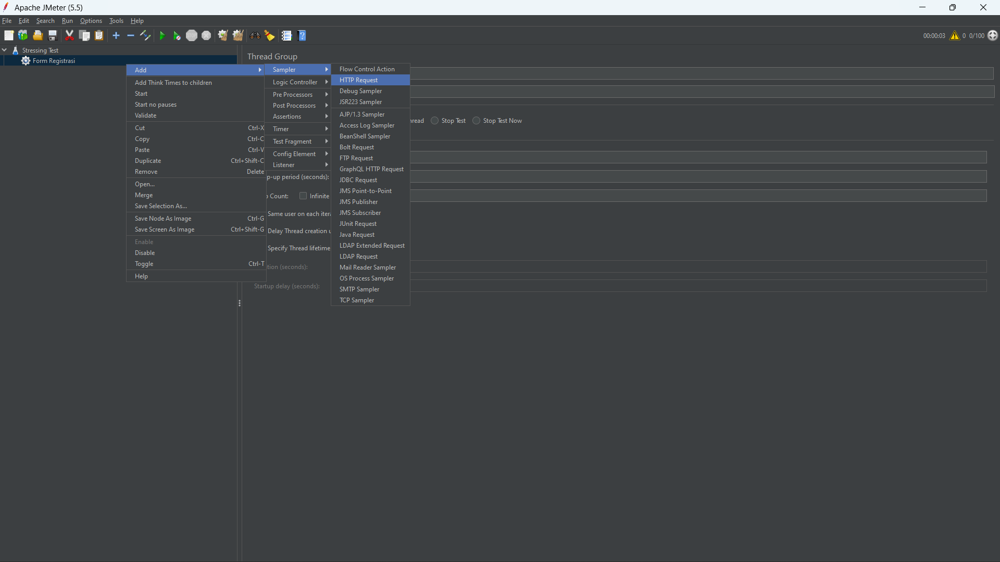 Apache JMeter (5.5)
File Edit Search Run Options Tools Help
00:00:03 0 0/100
Stressing Test
Form Registrasi
Thread Group
Add
Add Think Times to children
Start
Start no pauses
Validate
Cut Ctrl-X
Copy Ctrl-C
Paste Ctrl-V
Duplicate Ctrl+Shift-C
Remove Delete
Open...
Merge
Save Selection As...
Save Node As Image Ctrl-G
Save Screen As Image Ctrl+Shift-G
Enable
Disable
Toggle Ctrl-T
Help
Sampler
Logic Controller
Pre Processors
Post Processors
Assertions
Timer
Test Fragment
Config Element
Listener
Flow Control Action
HTTP Request
Debug Sampler
JSR223 Sampler
AJP/1.3 Sampler
Access Log Sampler
BeanShell Sampler
Bolt Request
FTP Request
GraphQL HTTP Request
JDBC Request
JMS Point-to-Point
JMS Publisher
JMS Subscriber
JUnit Request
Java Request
LDAP Extended Request
LDAP Request
Mail Reader Sampler
OS Process Sampler
SMTP Sampler
TCP Sampler
hread Stop Test Stop Test Now
p-up period (seconds):
Count: Infinite
Same user on each itera
Delay Thread creation u
Specify Thread lifetime
tion (seconds):
Startup delay (seconds):